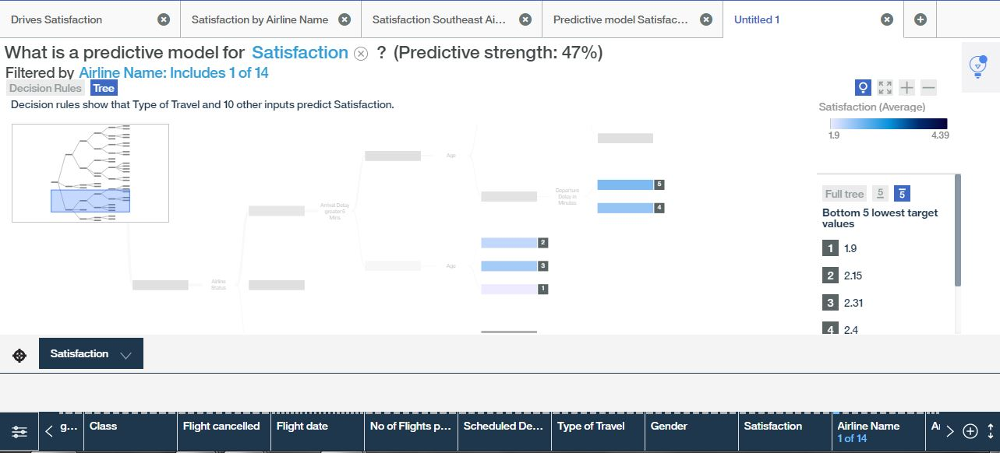 Drives Satisfaction
Satisfaction by Airline Name
Satisfaction Southeast Ai...
Predictive model Satisfac...
Untitled 1
What is a predictive model for Satisfaction ? (Predictive strength: 47%)
Filtered by Airline Name: Includes 1 of 14
Decision Rules Tree
Decision rules show that Type of Travel and 10 other inputs predict Satisfaction.
Satisfaction (Average)
1.9 4.39
Age
Departure
Delay in
Minutes
5
4
Arrival Delay
greater 5
Mins
2
Age
3
1
Airline
Status
Full tree 5 5
Bottom 5 lowest target
values
1 1.9
2 2.15
3 2.31
4 2.4
Satisfaction
g...
Class
Flight cancelled
Flight date
No of Flights p...
Scheduled De...
Type of Travel
Gender
Satisfaction
Airline Name
1 of 14